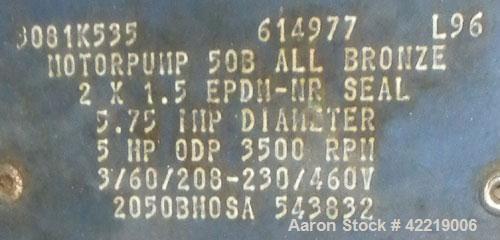 3081K535 614977 L96
MOTORPUMP 50B ALL BRONZE
2 X 1.5 EPDM-NR SEAL
5.75 IMP DIAMETER
5 HP ODP 3500 RPM
3/60/208-230/460V
2050BM0SA 543832
Aaron Stock # 42219006